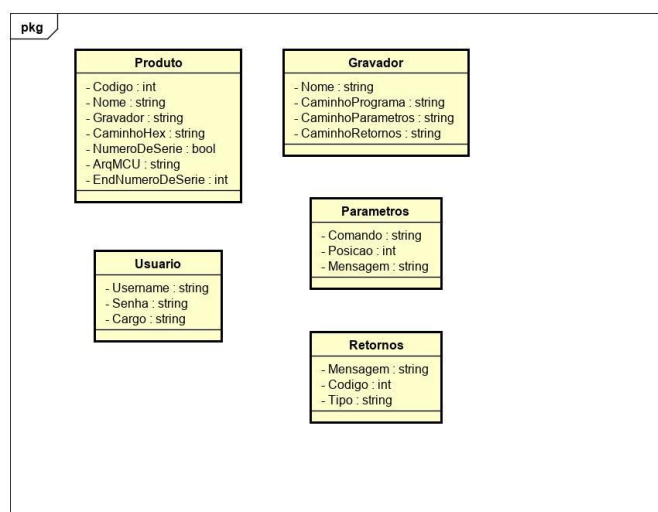 pkg
Produto
- Codigo : int
- Nome : string
- Gravador : string
- CaminhoHex : string
- NumeroDeSerie : bool
- ArqMCU : string
- EndNumeroDeSerie : int
Gravador
- Nome : string
- CaminhoPrograma : string
- CaminhoParametros : string
- CaminhoRetornos : string
Parametros
- Comando : string
- Posicao : int
- Mensagem : string
Usuario
- Username : string
- Senha : string
- Cargo : string
Retornos
- Mensagem : string
- Codigo : int
- Tipo : string